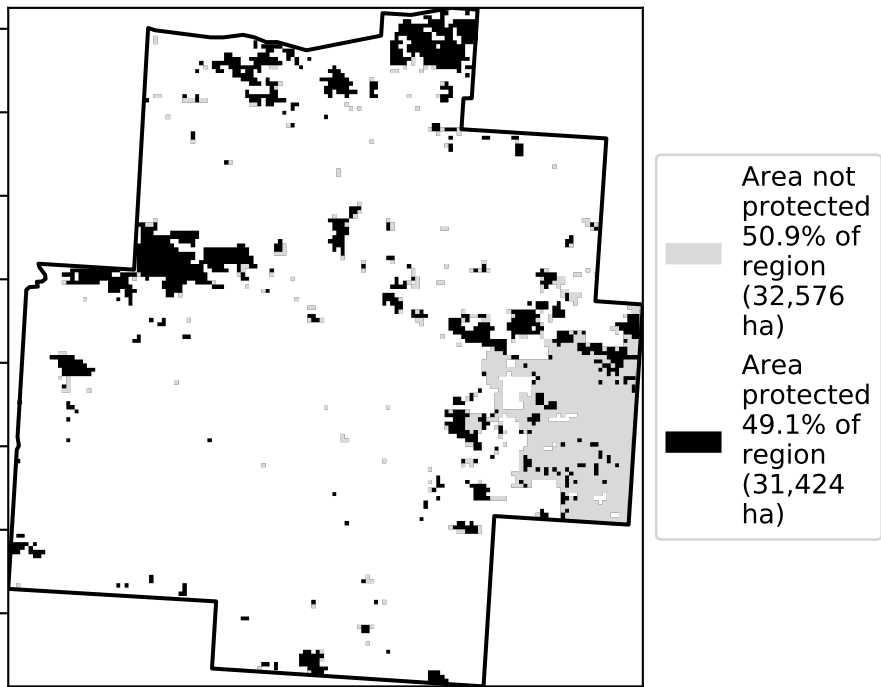 Area not
protected
50.9% of
region
(32,576
ha)
Area
protected
49.1% of
region
(31,424
ha)